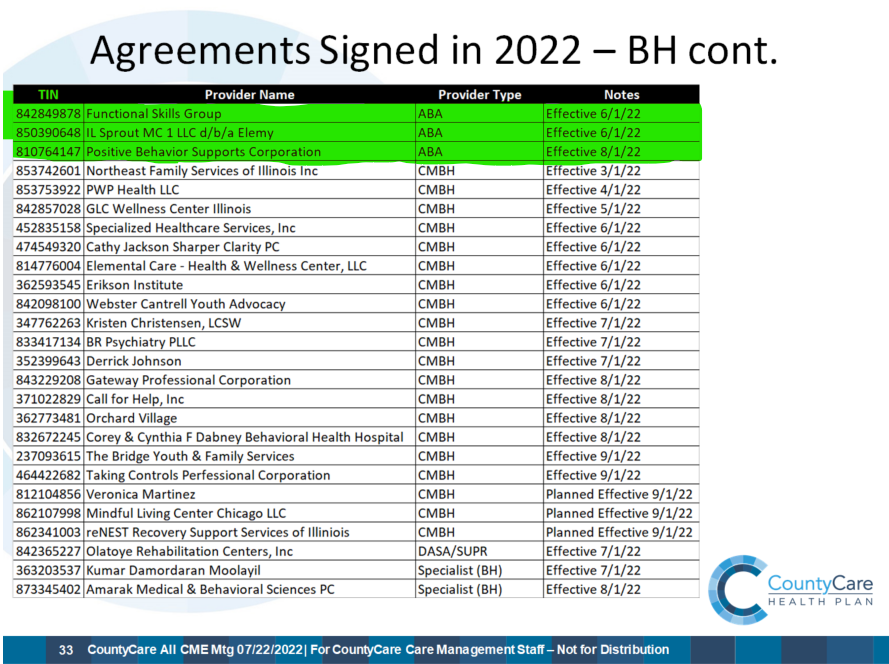 Agreements Signed in 2022 – BH cont.
TIN Provider Name Provider Type Notes
842849878 Functional Skills Group ABA Effective 6/1/22
850390648 IL Sprout MC 1 LLC d/b/a Elemy ABA Effective 6/1/22
810764147 Positive Behavior Supports Corporation ABA Effective 8/1/22
853742601 Northeast Family Services of Illinois Inc CMBH Effective 3/1/22
853753922 PWP Health LLC CMBH Effective 4/1/22
842857028 GLC Wellness Center Illinois CMBH Effective 5/1/22
452835158 Specialized Healthcare Services, Inc CMBH Effective 6/1/22
474549320 Cathy Jackson Sharper Clarity PC CMBH Effective 6/1/22
814776004 Elemental Care - Health & Wellness Center, LLC CMBH Effective 6/1/22
362593545 Erikson Institute CMBH Effective 6/1/22
842098100 Webster Cantrell Youth Advocacy CMBH Effective 6/1/22
347762263 Kristen Christensen, LCSW CMBH Effective 7/1/22
833417134 BR Psychiatry PLLC CMBH Effective 7/1/22
352399643 Derrick Johnson CMBH Effective 7/1/22
843229208 Gateway Professional Corporation CMBH Effective 8/1/22
371022829 Call for Help, Inc CMBH Effective 8/1/22
362773481 Orchard Village CMBH Effective 8/1/22
832672245 Corey & Cynthia F Dabney Behavioral Health Hospital CMBH Effective 8/1/22
237093615 The Bridge Youth & Family Services CMBH Effective 9/1/22
464422682 Taking Controls Perfessional Corporation CMBH Effective 9/1/22
812104856 Veronica Martinez CMBH Planned Effective 9/1/22
862107998 Mindful Living Center Chicago LLC CMBH Planned Effective 9/1/22
862341003 reNEST Recovery Support Services of Illiniois CMBH Planned Effective 9/1/22
842365227 Olatoye Rehabilitation Centers, Inc DASA/SUPR Effective 7/1/22
363203537 Kumar Damordaran Moolayil Specialist (BH) Effective 7/1/22
873345402 Amarak Medical & Behavioral Sciences PC Specialist (BH) Effective 8/1/22
CountyCare
HEALTH PLAN
33 CountyCare All CME Mtg 07/22/2022| For CountyCare Care Management Staff – Not for Distribution